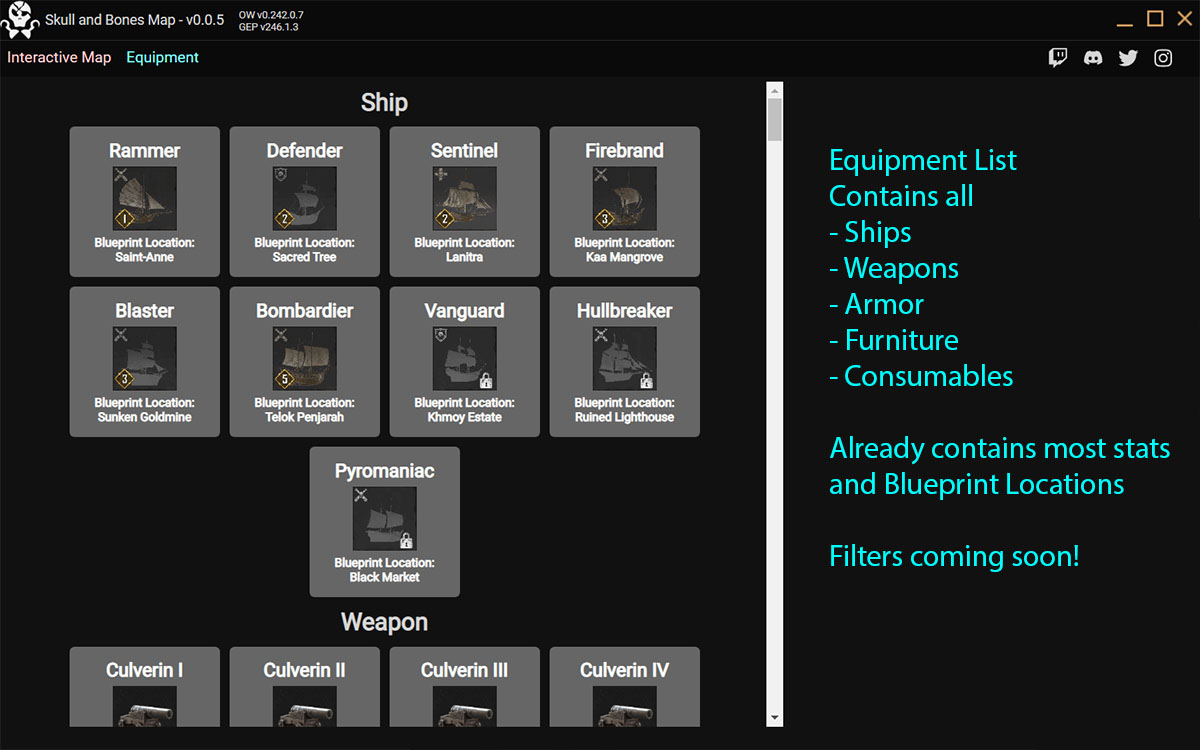 Skull and Bones Map - v0.0.5
OW v0.242.0.7
GEP v246.1.3
Interactive Map
Equipment
Ship
Rammer
1
Blueprint Location:
Saint-Anne
Defender
2
Blueprint Location:
Sacred Tree
Sentinel
2
Blueprint Location:
Lanitra
Firebrand
3
Blueprint Location:
Kaa Mangrove
Blaster
3
Blueprint Location:
Sunken Goldmine
Bombardier
5
Blueprint Location:
Telok Penjarah
Vanguard
Blueprint Location:
Khmoy Estate
Hullbreaker
Blueprint Location:
Ruined Lighthouse
Pyromaniac
Blueprint Location:
Black Market
Weapon
Culverin I
Culverin II
Culverin III
Culverin IV
Equipment List
Contains all
- Ships
- Weapons
- Armor
- Furniture
- Consumables
Already contains most stats
and Blueprint Locations
Filters coming soon!